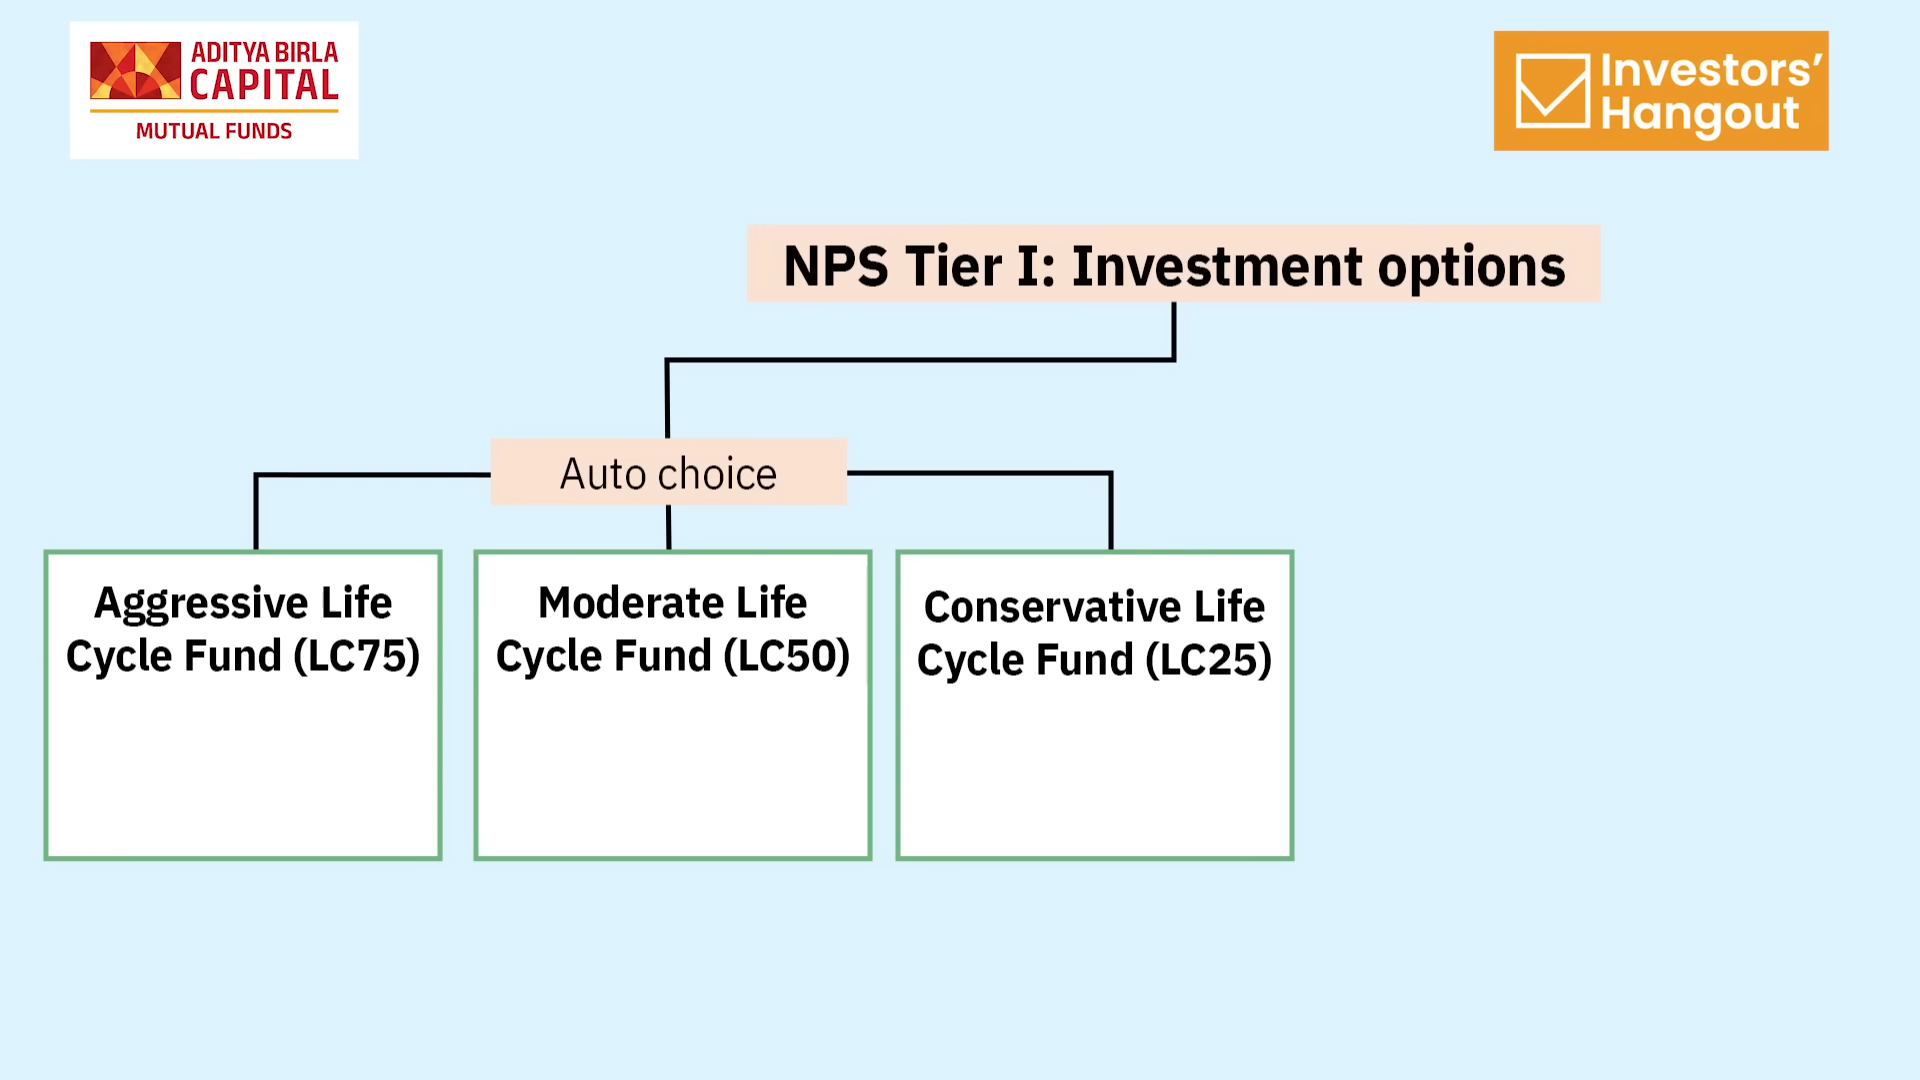 ADITYA BIRLA
CAPITAL
MUTUAL FUNDS
Investors’
Hangout
NPS Tier I: Investment options
Auto choice
Aggressive Life
Cycle Fund (LC75)
Moderate Life
Cycle Fund (LC50)
Conservative Life
Cycle Fund (LC25)